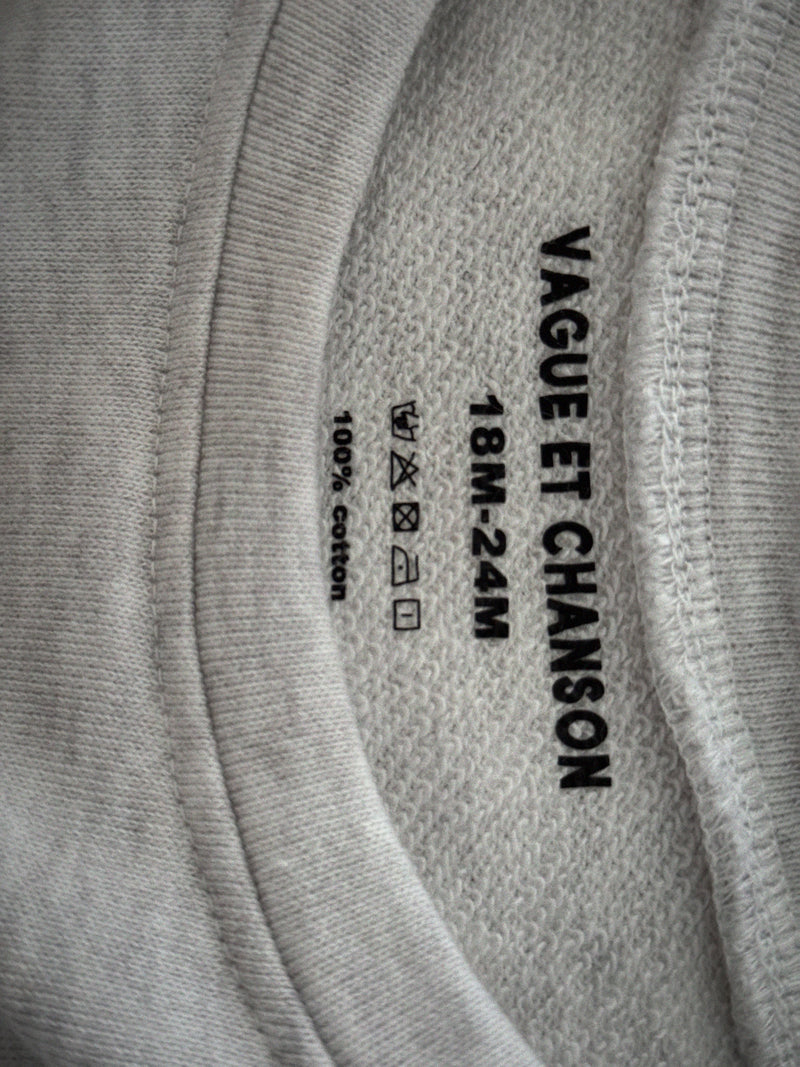 VAGUE ET CHANSON
18M-24M
100% cotton